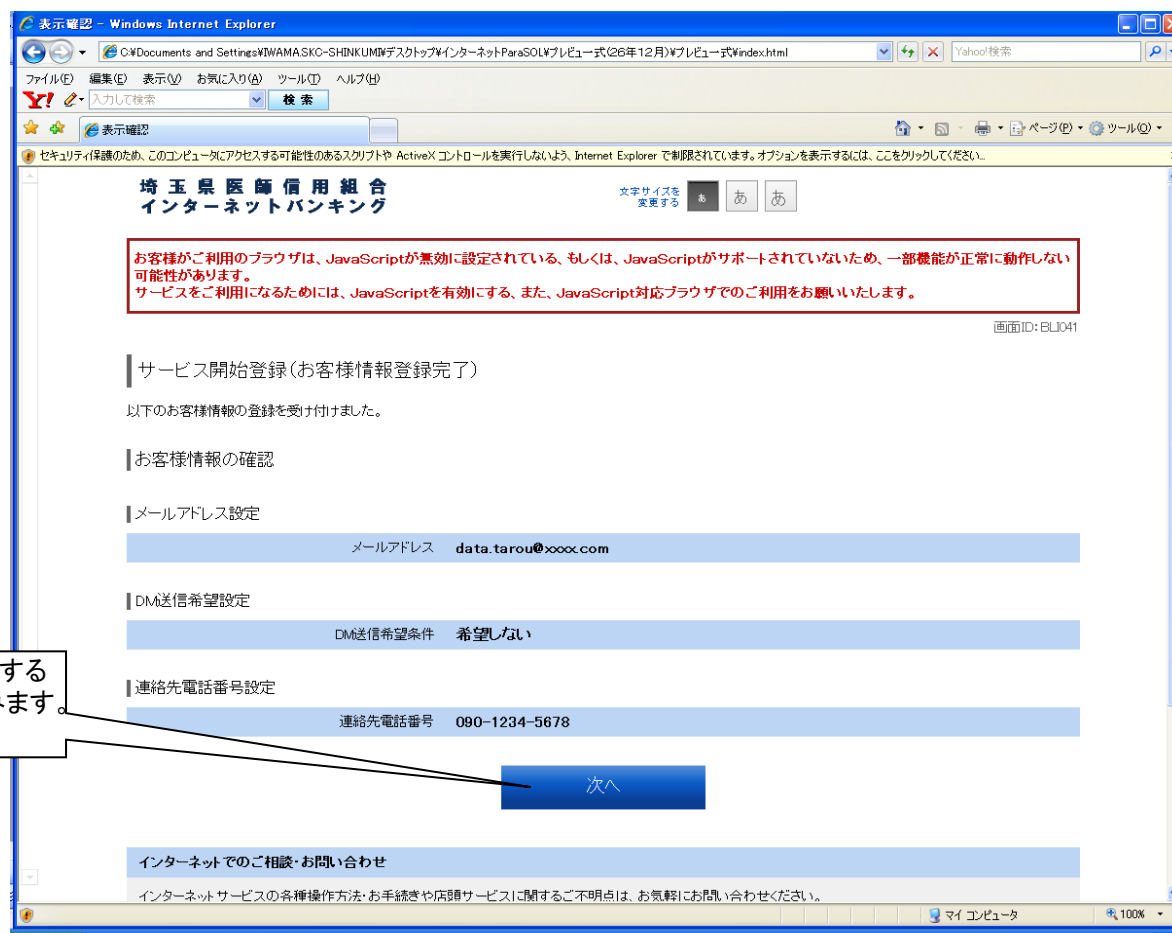 表示確認 - Windows Internet Explorer
C:¥Documents and Settings¥IWAMA.SKC-SHINKUMI¥デスクトップ¥インターネットParaSOL¥プレビュー式(26年12月)¥プレビュー式¥index.html
Yahoo!検索
ファイル(F) 編集(E) 表示(V) お気に入り(A) ツール(T) ヘルプ(H)
Y! 入力して検索 検索
表示確認
ページ(P) ツール(O)
セキュリティ保護のため、このコンピュータにアクセスする可能性のあるスクリプトや ActiveX コントロールを実行しないよう、Internet Explorer で制限されています。オプションを表示するには、ここをクリックしてください...
埼玉県医師信用組合
インターネットバンキング
文字サイズを
変更する
あ あ あ
お客様がご利用のブラウザは、JavaScriptが無効に設定されている、もしくは、JavaScriptがサポートされていないため、一部機能が正常に動作しない
可能性があります。
サービスをご利用になるためには、JavaScriptを有効にする、また、JavaScript対応ブラウザでのご利用をお願いいたします。
画面ID:BLI041
サービス開始登録(お客様情報登録完了)
以下のお客様情報の登録を受け付けました。
お客様情報の確認
メールアドレス設定
メールアドレス data.tarou@xxxx.com
DM送信希望設定
DM送信希望条件 希望しない
する
ます。
連絡先電話番号設定
連絡先電話番号 090-1234-5678
次へ
インターネットでのご相談・お問い合わせ
インターネットサービスの各種操作方法・お手続きや店頭サービスに関するご不明点は、お気軽にお問い合わせください。
マイ コンピュータ
100%